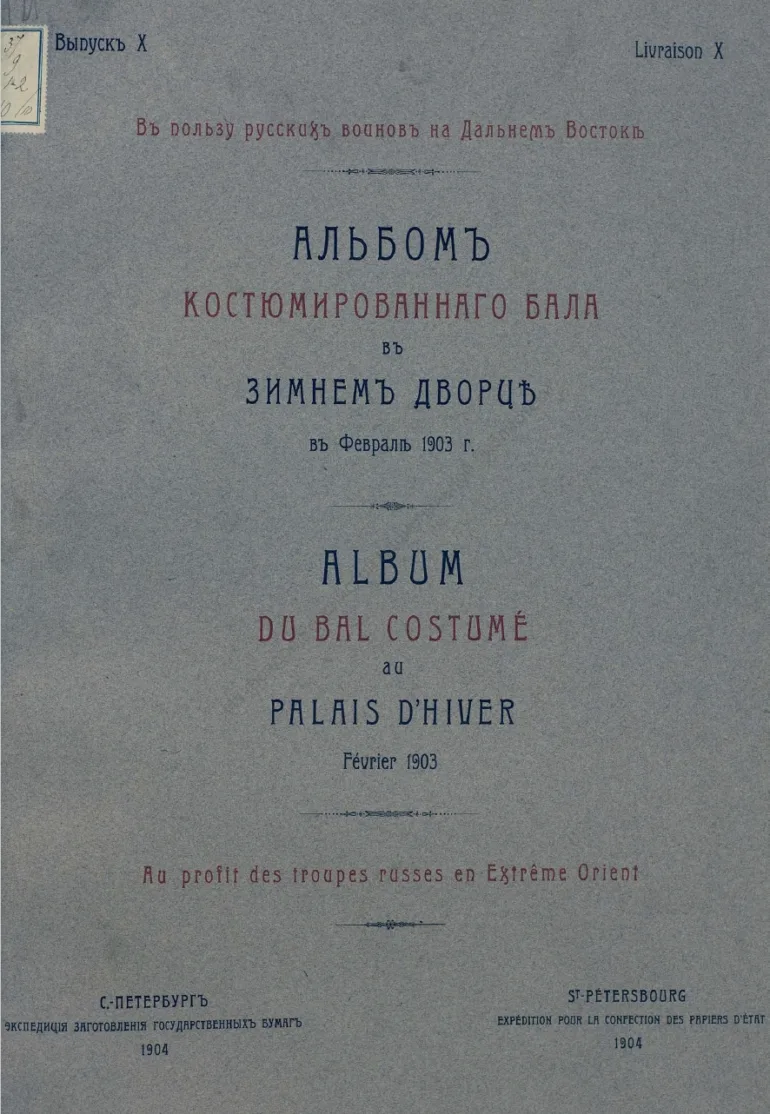 Выпускъ X
Livraison X
Въ пользу русскихъ воиновъ на Дальнемъ Востокѣ
АЛЬБОМЪ
КОСТЮМИРОВАННАГО БАЛА
въ
ЗИМНЕМЪ ДВОРЦѢ
въ Февралѣ 1903 г.
ALBUM
DU BAL COSTUMÉ
au
PALAIS D'HIVER
Février 1903
Au profit des troupes russes en Extrême Orient
С.-ПЕТЕРБУРГЪ
ЭКСПЕДИЦІЯ ЗАГОТОВЛЕНІЯ ГОСУДАРСТВЕННЫХЪ БУМАГЪ
1904
ST-PÉTERSBOURG
EXPÉDITION POUR LA CONFECTION DES PAPIERS D'ÉTAT
1904